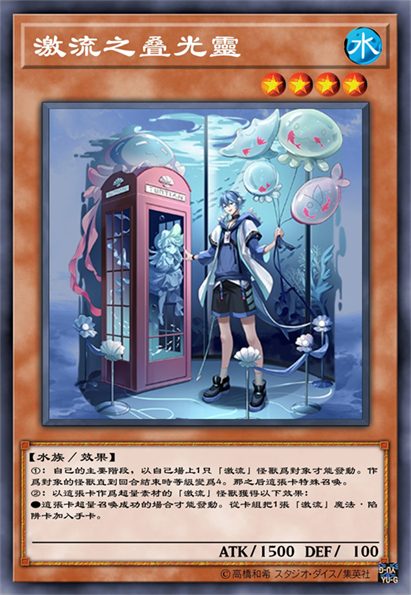 激流之叠光靈
水
【水族／效果】
①：自己的主要階段，以自己場上1只「激流」怪獸爲對象才能發動。作
爲對象的怪獸直到回合結束時等級變爲4。那之后這張卡特殊召喚。
②：以這張卡作爲超量素材的「激流」怪獸獲得以下效果：
●這張卡超量召喚成功的場合才能發動。從卡組把1張「激流」魔法·陷
阱卡加入手卡。
ATK/1500 DEF/ 100
©高橋和希 スタジオ・ダイス/集英社